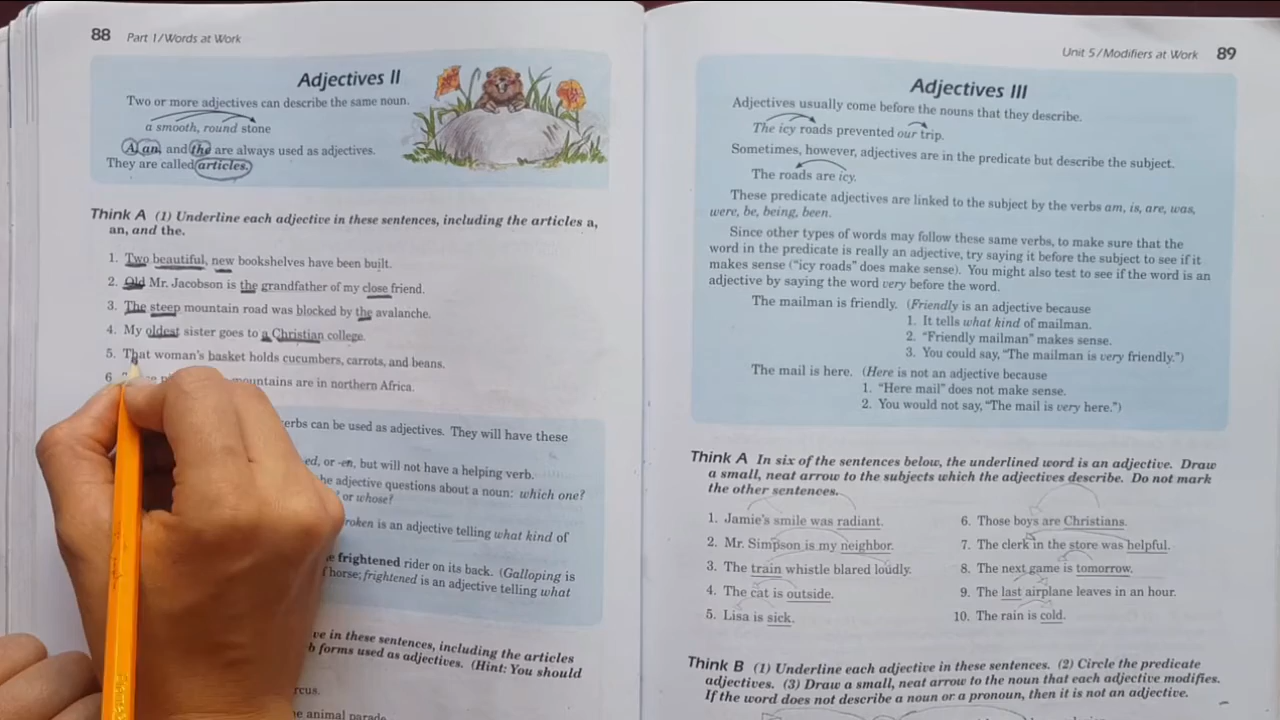 88 Part 1/Words at Work
Adjectives II
Two or more adjectives can describe the same noun.
a smooth, round stone
A, an, and the are always used as adjectives.
They are called articles.
Think A (1) Underline each adjective in these sentences, including the articles a,
an, and the.
1. Two beautiful, new bookshelves have been built.
2. Old Mr. Jacobson is the grandfather of my close friend.
3. The steep mountain road was blocked by the avalanche.
4. My oldest sister goes to a Christian college.
5. That woman's basket holds cucumbers, carrots, and beans.
6. mountains are in northern Africa.
verbs can be used as adjectives. They will have these
ed, or -en, but will not have a helping verb.
the adjective questions about a noun: which one?
or whose?
broken is an adjective telling what kind of
frightened rider on its back. (Galloping is
horse; frightened is an adjective telling what
ve in these sentences, including the articles
b forms used as adjectives. (Hint: You should
rcus.
he animal parade
Unit 5/Modifiers at Work 89
Adjectives III
Adjectives usually come before the nouns that they describe.
The icy roads prevented our trip.
Sometimes, however, adjectives are in the predicate but describe the subject.
The roads are icy.
These predicate adjectives are linked to the subject by the verbs am, is, are, was,
were, be, being, been.
Since other types of words may follow these same verbs, to make sure that the
word in the predicate is really an adjective, try saying it before the subject to see if it
makes sense ("icy roads" does make sense). You might also test to see if the word is an
adjective by saying the word very before the word.
The mailman is friendly. (Friendly is an adjective because
1. It tells what kind of mailman.
2. "Friendly mailman" makes sense.
3. You could say, "The mailman is very friendly.")
The mail is here. (Here is not an adjective because
1. "Here mail" does not make sense.
2. You would not say, "The mail is very here.")
Think A In six of the sentences below, the underlined word is an adjective. Draw
a small, neat arrow to the subjects which the adjectives describe. Do not mark
the other sentences.
1. Jamie's smile was radiant.
2. Mr. Simpson is my neighbor.
3. The train whistle blared loudly.
4. The cat is outside.
5. Lisa is sick.
6. Those boys are Christians.
7. The clerk in the store was helpful.
8. The next game is tomorrow.
9. The last airplane leaves in an hour.
10. The rain is cold.
Think B (1) Underline each adjective in these sentences. (2) Circle the predicate
adjectives. (3) Draw a small, neat arrow to the noun that each adjective modifies.
If the word does not describe a noun or a pronoun, then it is not an adjective.